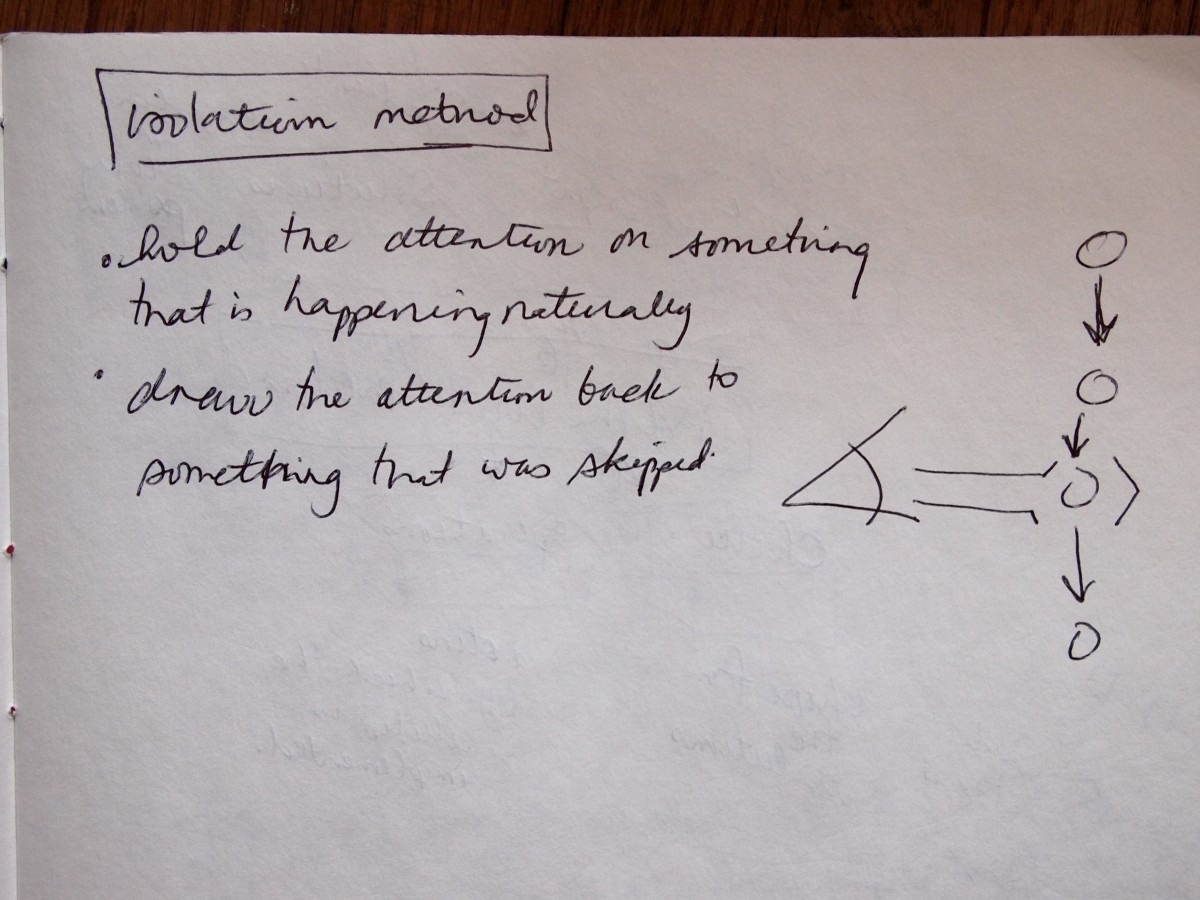 isolation method
• hold the attention on something
that is happening naturally
• draw the attention back to
something that was skipped.